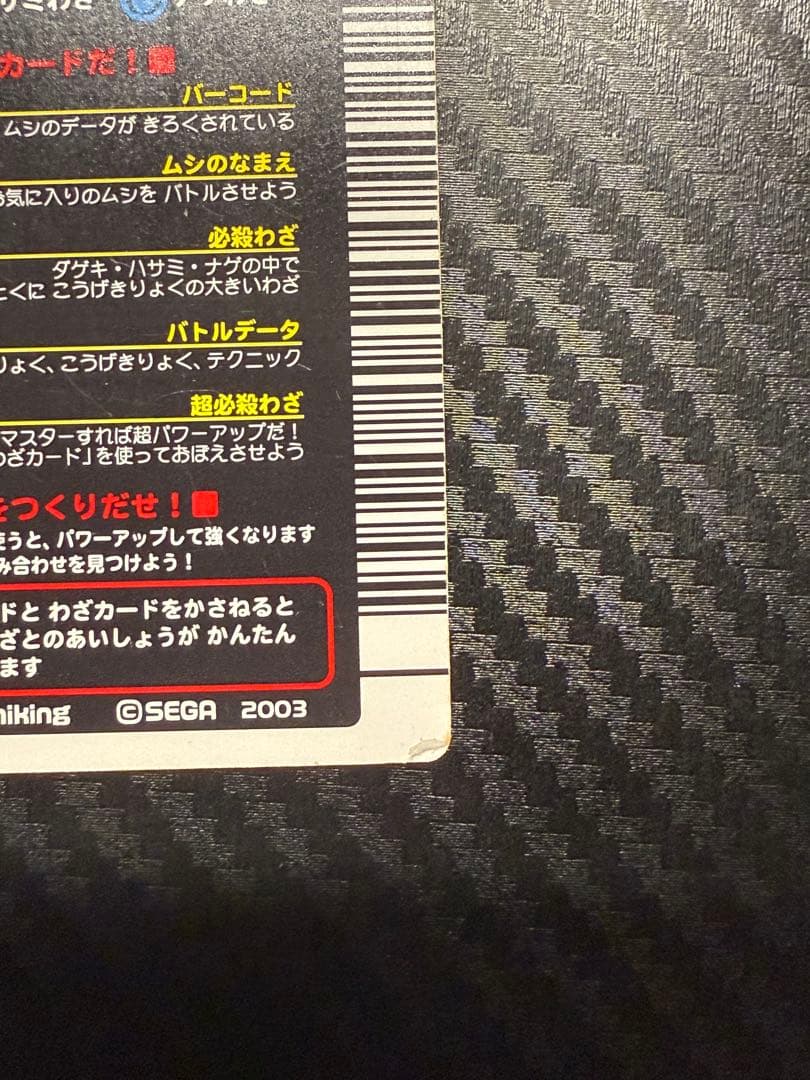 カードだ！
バーコード
ムシのデータが きろくされている
ムシのなまえ
気に入りのムシを バトルさせよう
必殺わざ
ダゲキ・ハサミ・ナゲの中で
くに こうげきりょくの大きいわざ
バトルデータ
りょく、こうげきりょく、テクニック
超必殺わざ
マスターすれば超パワーアップだ！
わざカード」を使っておぼえさせよう
をつくりだせ！
使うと、パワーアップして強くなります
み合わせを見つけよう！
ドと わざカードをかさねると
ざとのあいしょうが かんたん
ます
hiking ©SEGA 2003